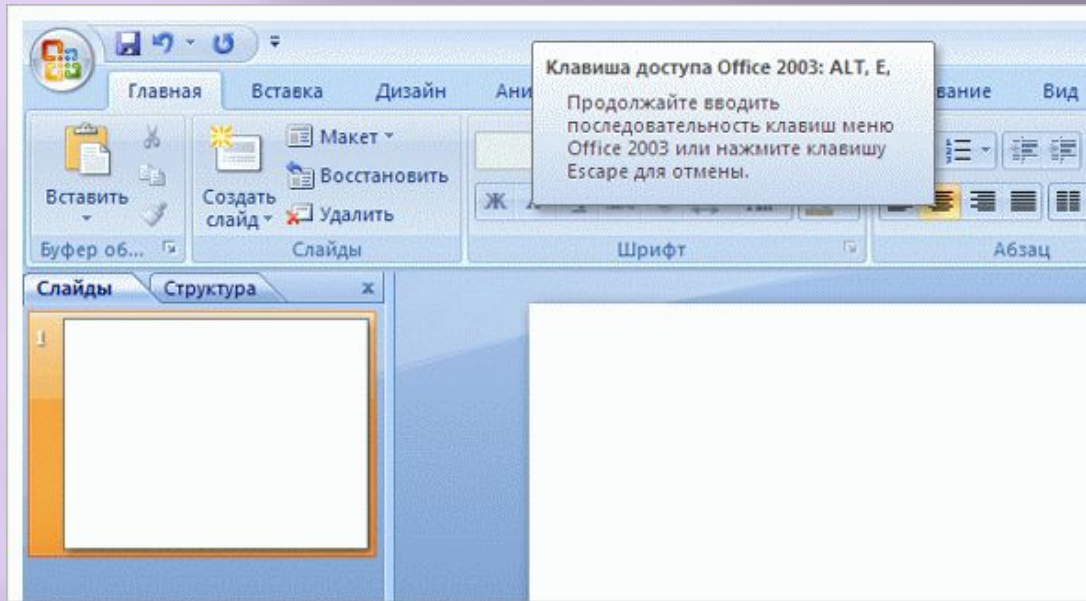 Клавиша доступа Office 2003: ALT, E,
Продолжайте вводить
последовательность клавиш меню
Office 2003 или нажмите клавишу
Escape для отмены.
Главная Вставка Дизайн Ани вание Вид
Макет
Восстановить
Удалить
Вставить
Создать
слайд
Ж
Буфер об... Слайды Шрифт Абзац
Слайды Структура x
1